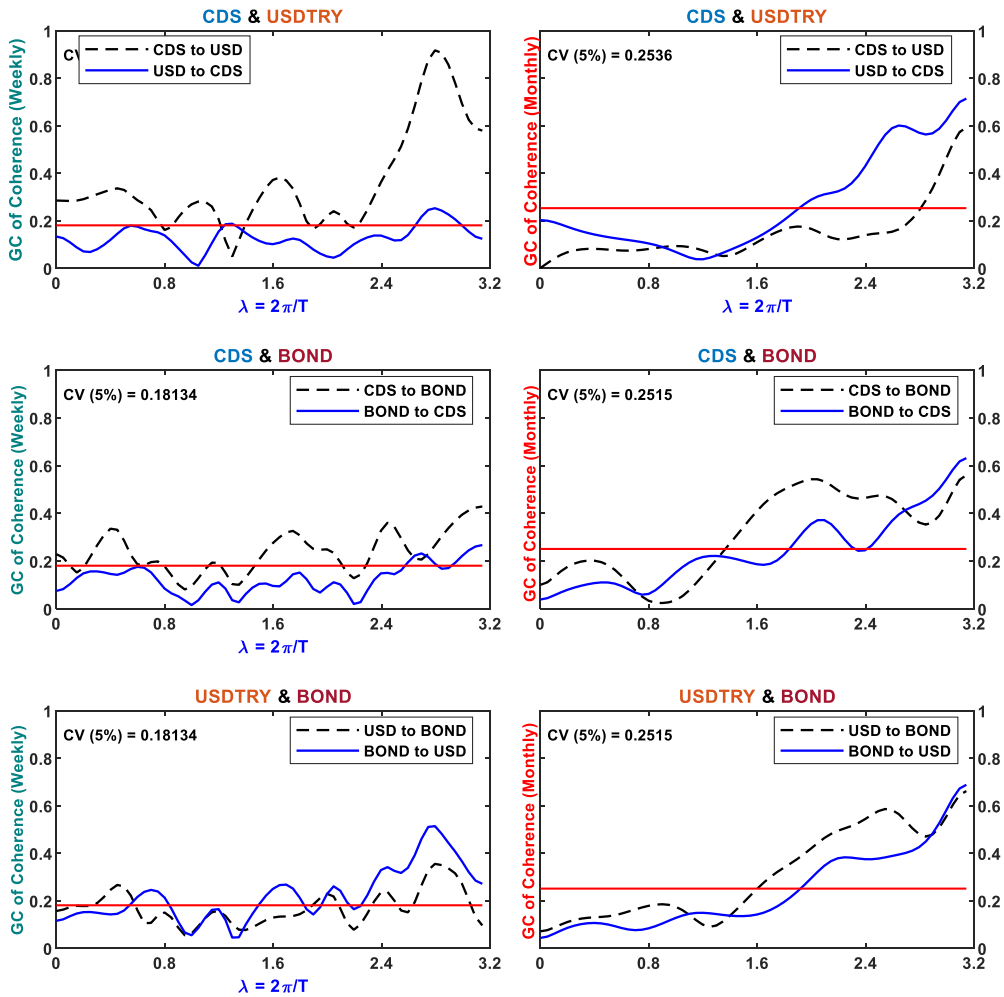 CDS & USDTRY
CV
CDS to USD
USD to CDS
GC of Coherence (Weekly)
1
0.8
0.6
0.4
0.2
0
0 0.8 1.6 2.4 3.2
λ = 2π/T
CDS & USDTRY
CV (5%) = 0.2536
CDS to USD
USD to CDS
GC of Coherence (Monthly)
1
0.8
0.6
0.4
0.2
0
0 0.8 1.6 2.4 3.2
λ = 2π/T
CDS & BOND
CV (5%) = 0.18134
CDS to BOND
BOND to CDS
GC of Coherence (Weekly)
1
0.8
0.6
0.4
0.2
0
0 0.8 1.6 2.4 3.2
λ = 2π/T
CDS & BOND
CV (5%) = 0.2515
CDS to BOND
BOND to CDS
GC of Coherence (Monthly)
1
0.8
0.6
0.4
0.2
0
0 0.8 1.6 2.4 3.2
USDTRY & BOND
CV (5%) = 0.18134
USD to BOND
BOND to USD
GC of Coherence (Weekly)
1
0.8
0.6
0.4
0.2
0
0 0.8 1.6 2.4 3.2
λ = 2π/T
USDTRY & BOND
CV (5%) = 0.2515
USD to BOND
BOND to USD
GC of Coherence (Monthly)
1
0.8
0.6
0.4
0.2
0
0 0.8 1.6 2.4 3.2